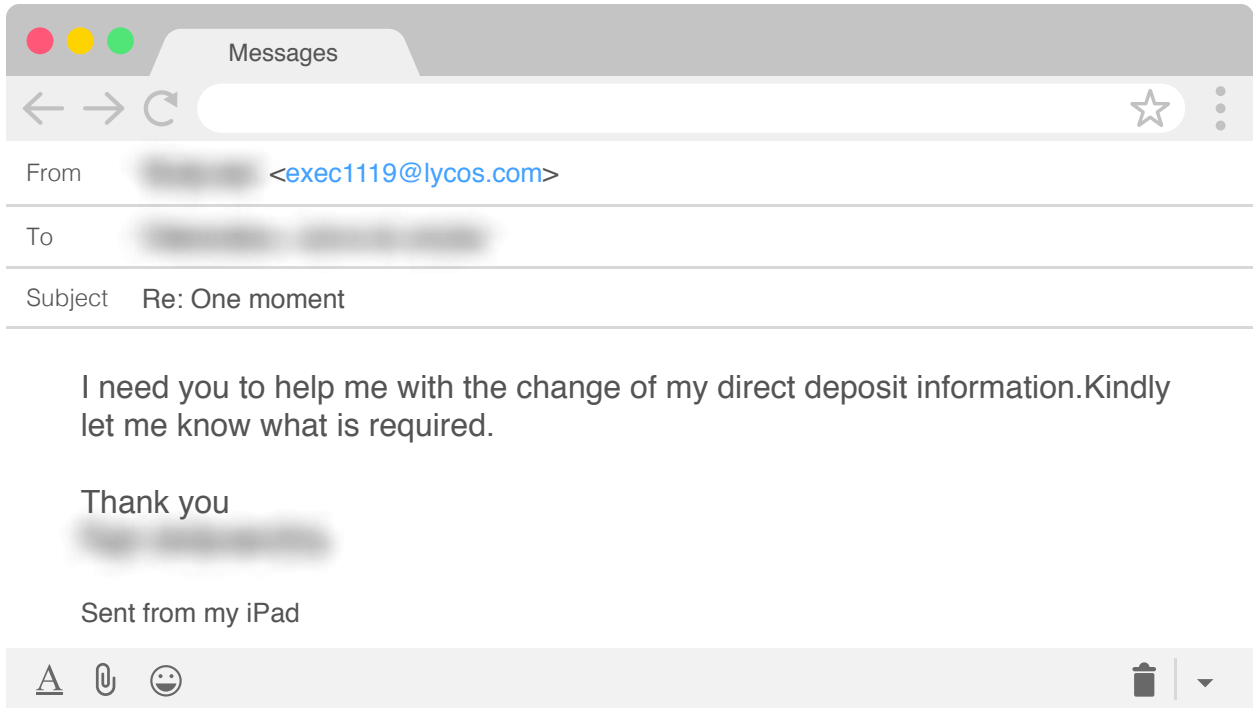 Messages
From <exec1119@lycos.com>
To
Subject Re: One moment
I need you to help me with the change of my direct deposit information.Kindly
let me know what is required.
Thank you
Sent from my iPad
A